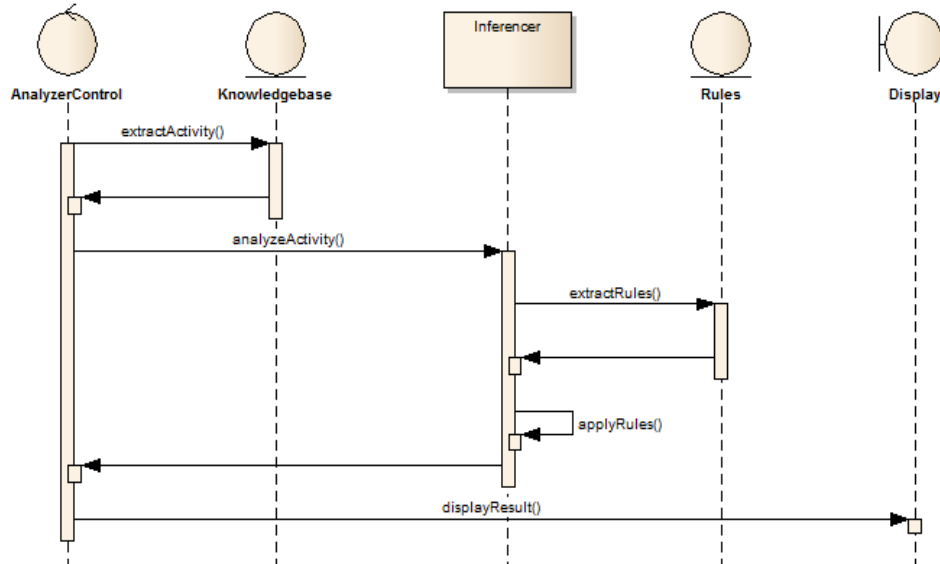 Inferencer
AnalyzerControl
Knowledgebase
Rules
Display
extractActivity()
analyzeActivity()
extractRules()
applyRules()
displayResult()